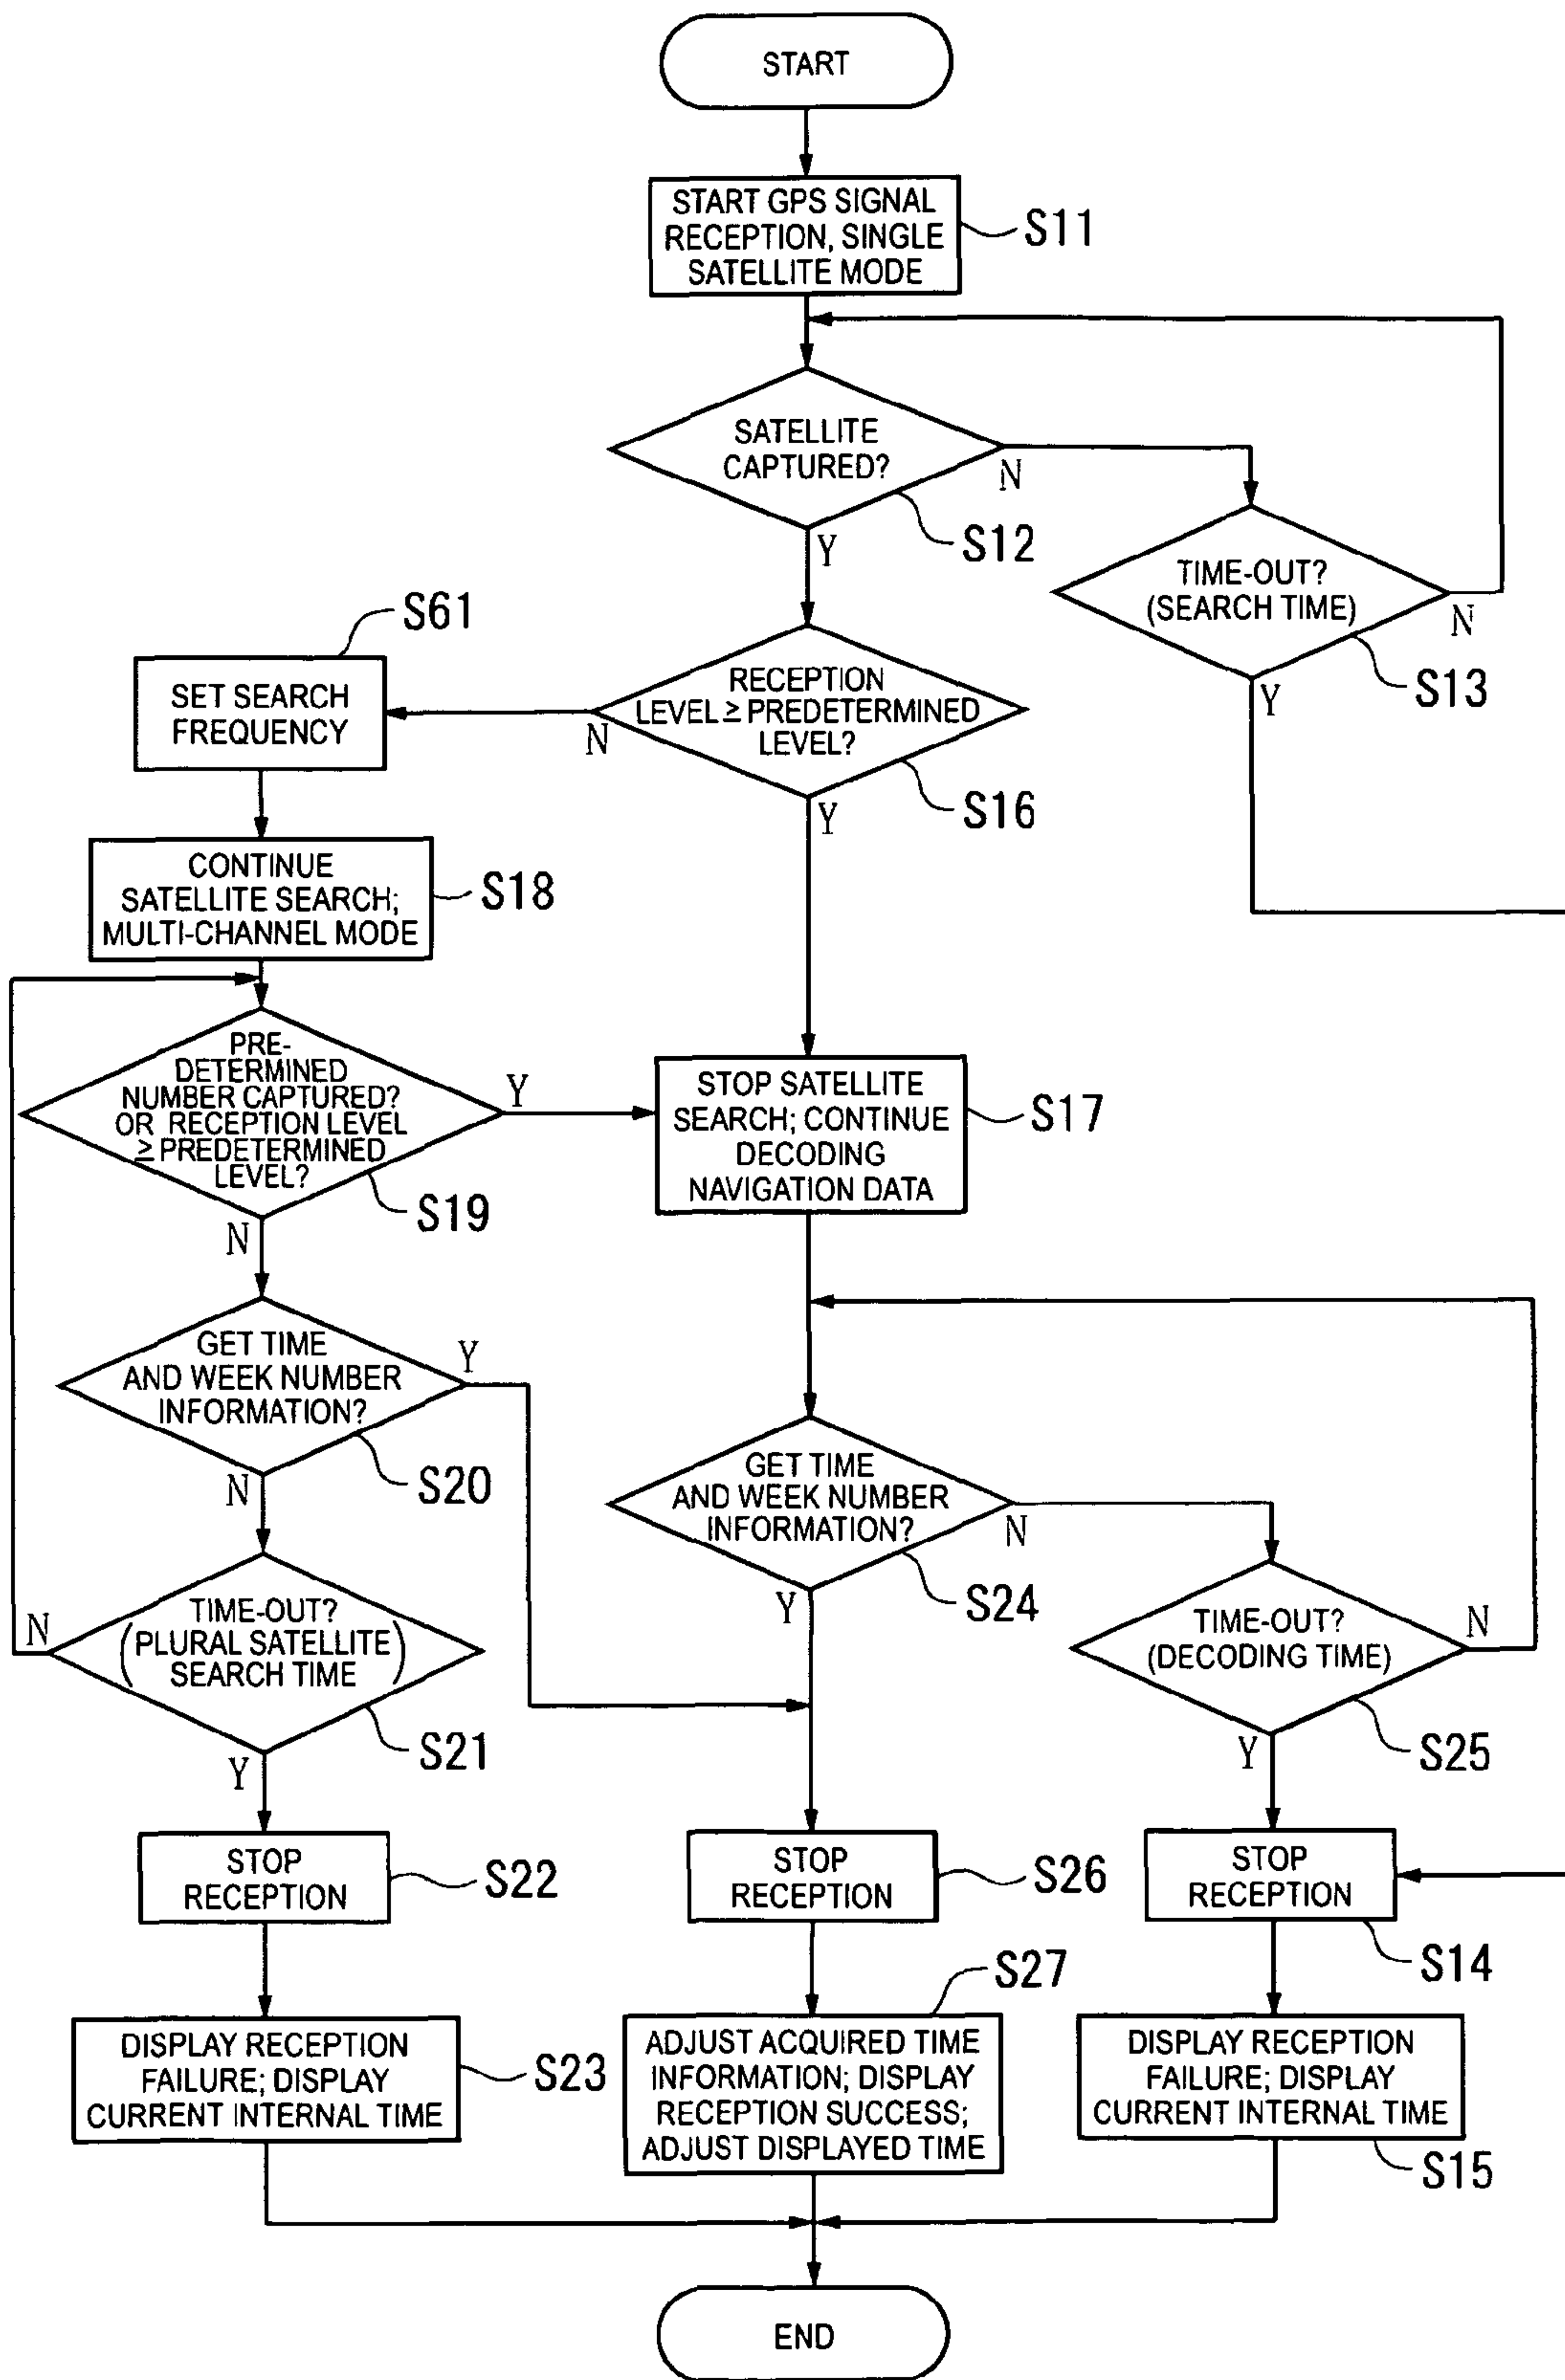 START
START GPS SIGNAL
RECEPTION, SINGLE
SATELLITE MODE
S11
SATELLITE
CAPTURED?
N
S12
Y
TIME-OUT?
(SEARCH TIME)
N
S13
Y
S61
SET SEARCH
FREQUENCY
RECEPTION
LEVEL ≥ PREDETERMINED
LEVEL?
N
S16
Y
CONTINUE
SATELLITE SEARCH;
MULTI-CHANNEL MODE
S18
PRE-
DETERMINED
NUMBER CAPTURED?
OR RECEPTION LEVEL
≥ PREDETERMINED
LEVEL?
Y
S19
N
STOP SATELLITE
SEARCH; CONTINUE
DECODING
NAVIGATION DATA
S17
GET TIME
AND WEEK NUMBER
INFORMATION?
Y
S20
N
GET TIME
AND WEEK NUMBER
INFORMATION?
N
S24
Y
TIME-OUT?
(PLURAL SATELLITE)
SEARCH TIME
N
S21
Y
TIME-OUT?
(DECODING TIME)
N
S25
Y
STOP
RECEPTION
S22
STOP
RECEPTION
S26
STOP
RECEPTION
S14
DISPLAY RECEPTION
FAILURE; DISPLAY
CURRENT INTERNAL TIME
S23
S27
ADJUST ACQUIRED TIME
INFORMATION; DISPLAY
RECEPTION SUCCESS;
ADJUST DISPLAYED TIME
DISPLAY RECEPTION
FAILURE; DISPLAY
CURRENT INTERNAL TIME
S15
END